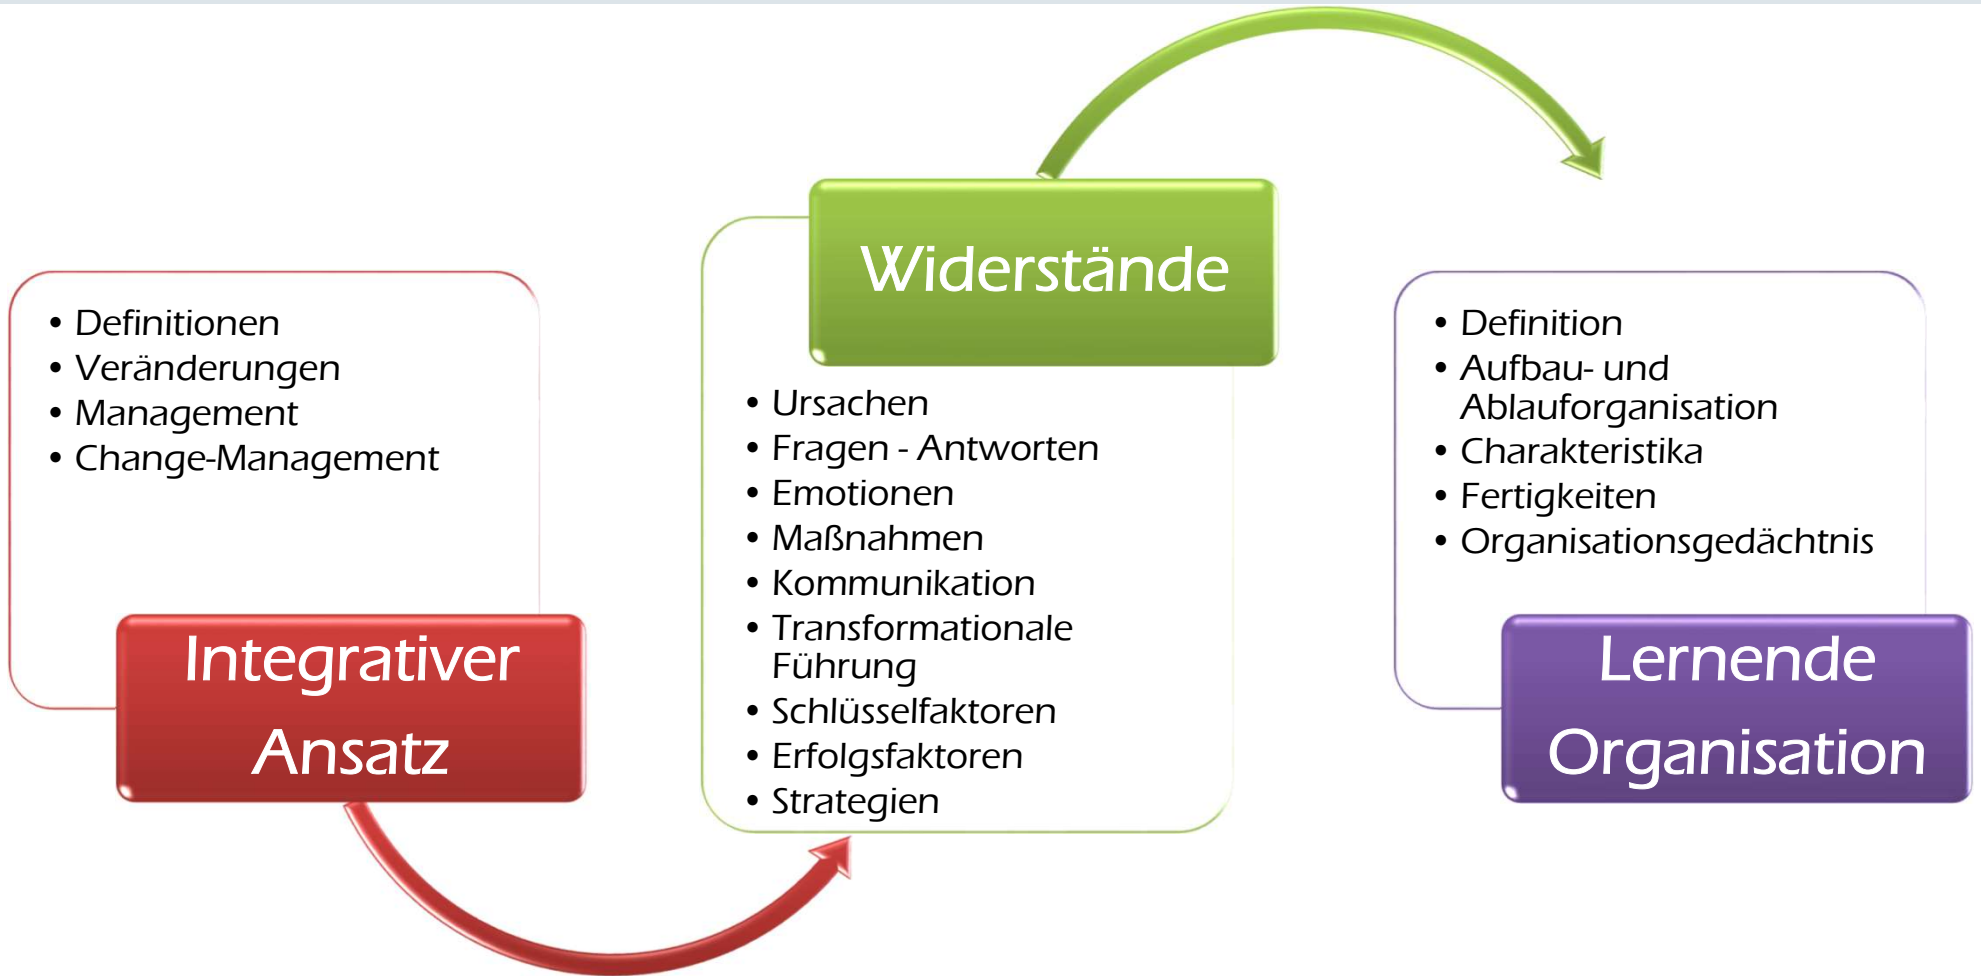 • Definitionen
• Veränderungen
• Management
• Change-Management
Integrativer
Ansatz
Widerstände
• Ursachen
• Fragen - Antworten
• Emotionen
• Maßnahmen
• Kommunikation
• Transformationale
Führung
• Schlüsselfaktoren
• Erfolgsfaktoren
• Strategien
• Definition
• Aufbau- und
Ablauforganisation
• Charakteristika
• Fertigkeiten
• Organisationsgedächtnis
Lernende
Organisation